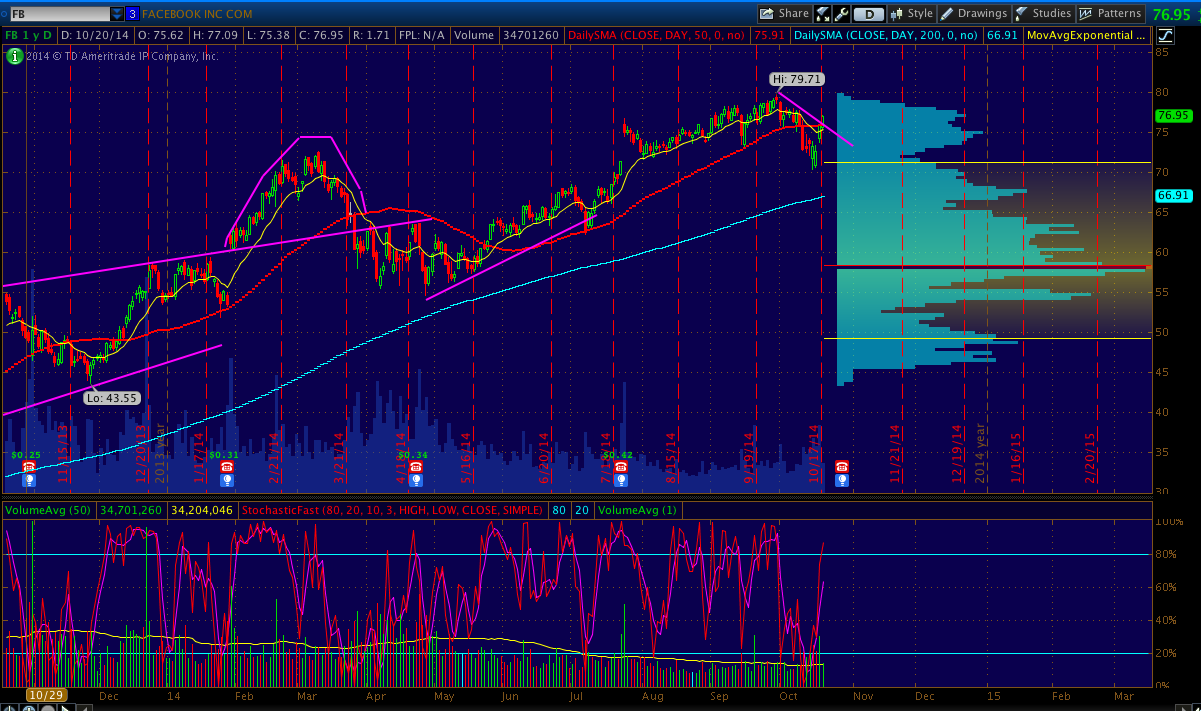 FB 3 FACEBOOK INC COM Share D Style Drawings Studies Patterns 76.95
FB 1 y D D: 10/20/14 O: 75.62 H: 77.09 L: 75.38 C: 76.95 R: 1.71 FPL: N/A Volume 34701260 DailySMA (CLOSE, DAY, 50, 0, no) 75.91 DailySMA (CLOSE, DAY, 200, 0, no) 66.91 MovAvgExponential ...
2014 © TD Ameritrade IP Company, Inc.
85
Hi: 79.71
80
76.95
75
70
66.91
65
60
55
50
45
Lo: 43.55
40
35
30
11/15/13 12/20/13 2013 year 1/17/14 2/21/14 3/21/14 5/16/14 6/20/14 8/15/14 9/19/14 10/17/14 11/21/14 12/19/14 2014 year 1/16/15 2/20/15
$0.25 $0.31 $0.34 $0.42
VolumeAvg (50) 34,701,260 34,204,046 StochasticFast (80, 20, 10, 3, HIGH, LOW, CLOSE, SIMPLE) 80 20 VolumeAvg (1)
100%
80%
60%
40%
20%
0%
10/29 Dec 14 Feb Mar Apr May Jun Jul Aug Sep Oct Nov Dec 15 Feb Mar